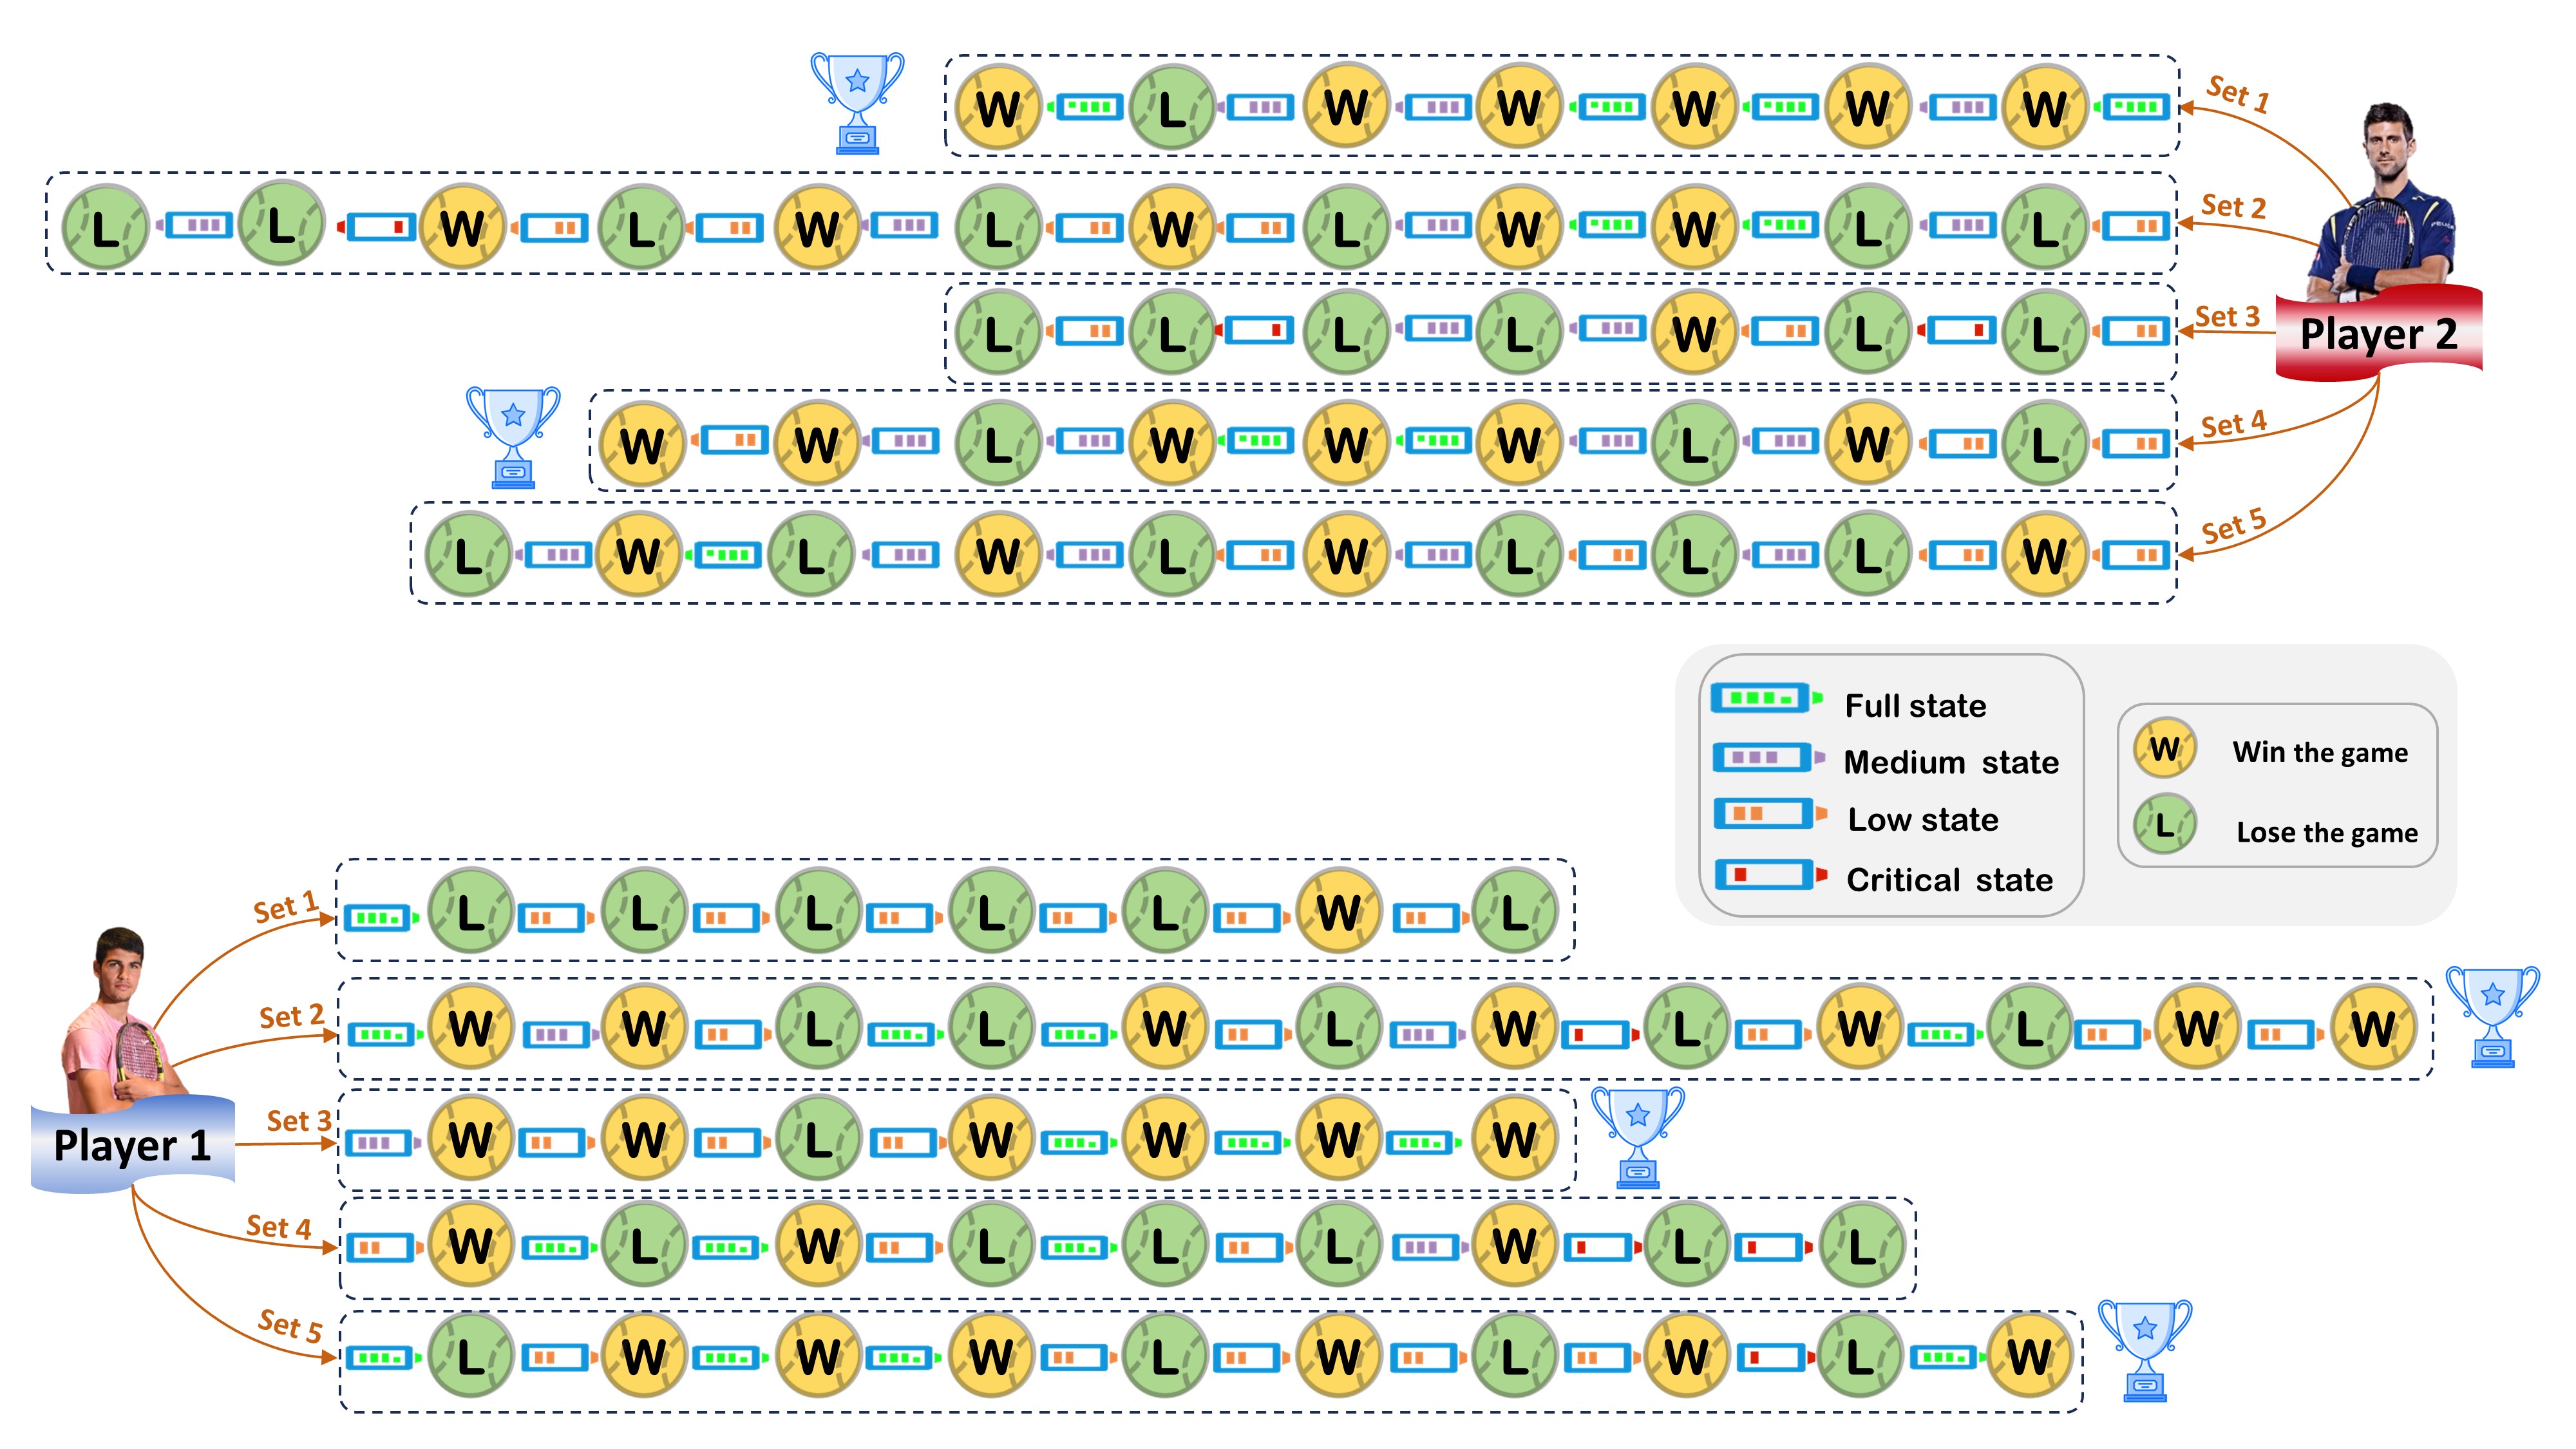 W L W W W W W Set 1
L L W L W L W L W W L L Set 2
L L L L W L L Set 3
Player 2
W W L W W W L W L Set 4
L W L W L W L L L W Set 5
Full state
Medium state
Low state
Critical state
W Win the game
L Lose the game
Set 1 L L L L L W L
Set 2 W W L L W L W L W L W W
Player 1
Set 3 W W L W W W W
Set 4 W L W L L L W L L
Set 5 L W W W L W L W L W